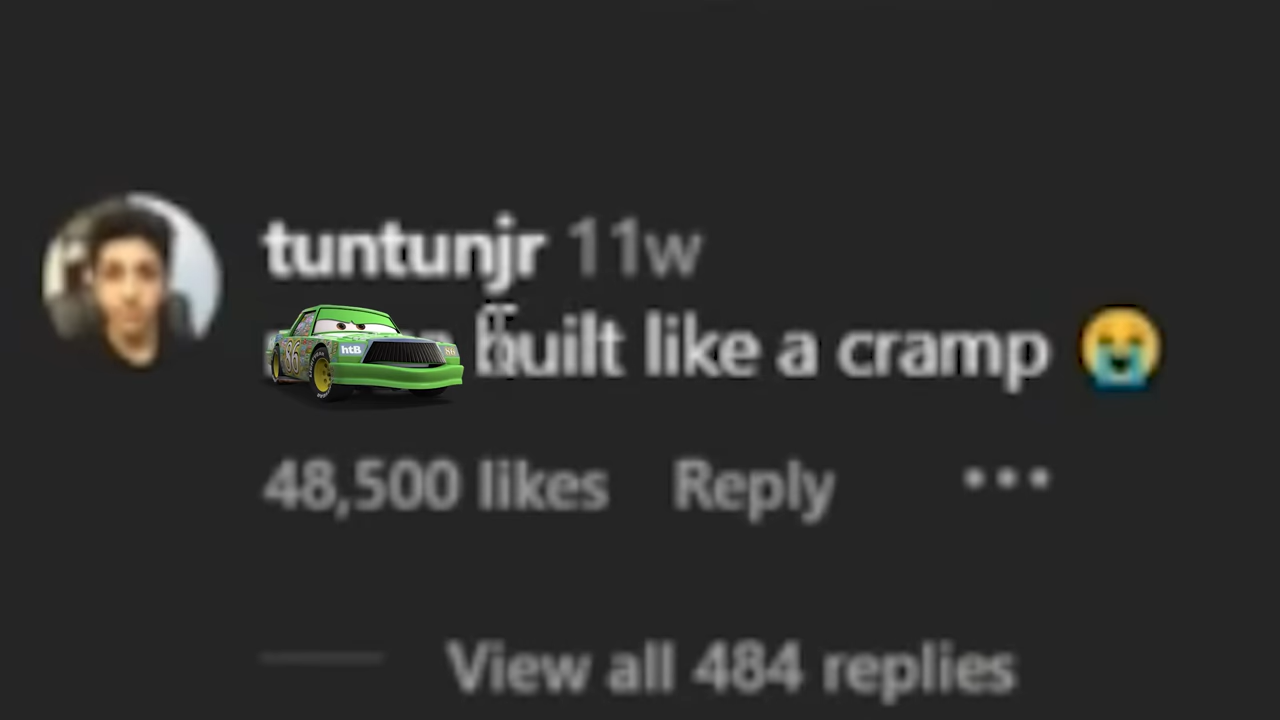 tuntunjr 11w
built like a cramp 😭
48,500 likes Reply •••
View all 484 replies